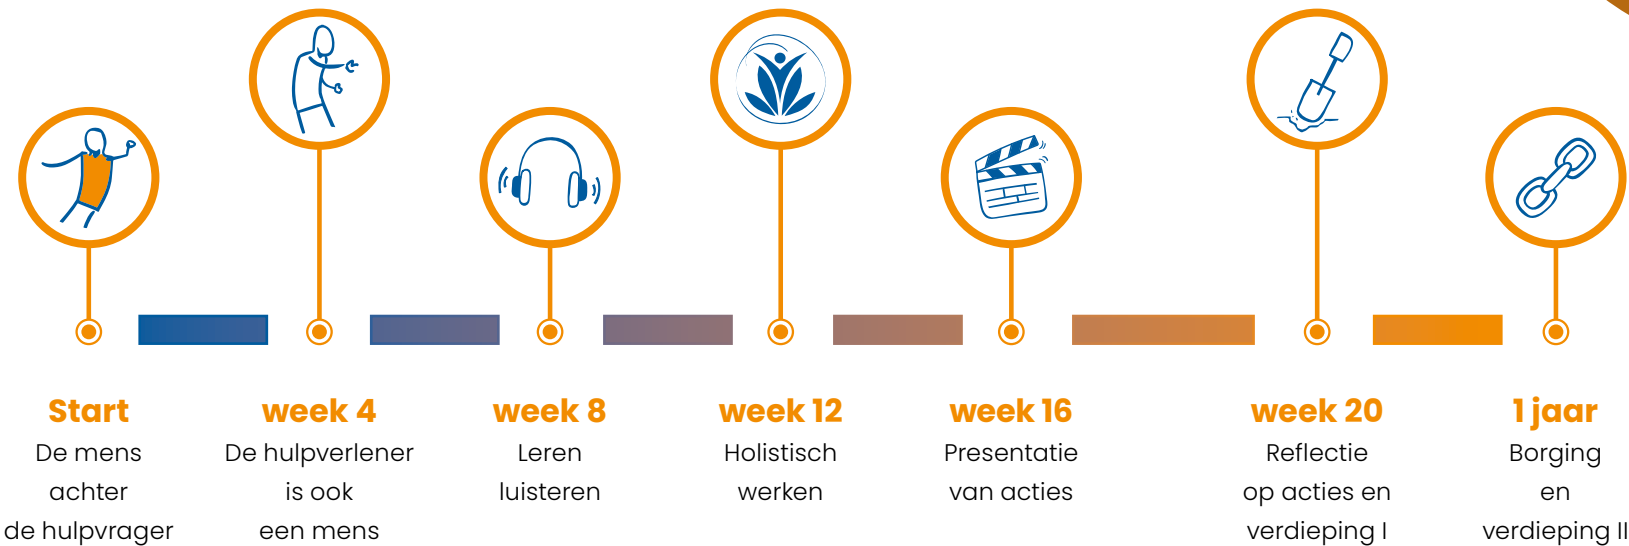 Start
De mens
achter
de hulpvrager
week 4
De hulpverlener
is ook
een mens
week 8
Leren
luisteren
week 12
Holistisch
werken
week 16
Presentatie
van acties
week 20
Reflectie
op acties en
verdieping I
1 jaar
Borging
en
verdieping II